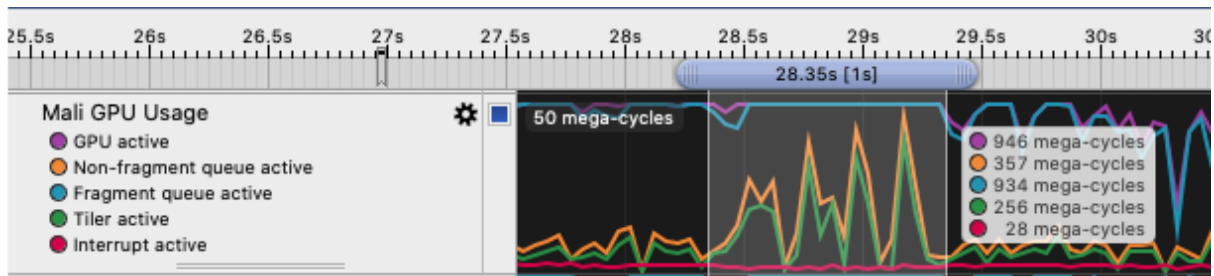 25.5s 26s 26.5s 27s 27.5s 28s 28.5s 29s 29.5s 30s 30
28.35s [1s]
Mali GPU Usage
50 mega-cycles
GPU active
Non-fragment queue active
Fragment queue active
Tiler active
Interrupt active
946 mega-cycles
357 mega-cycles
934 mega-cycles
256 mega-cycles
28 mega-cycles